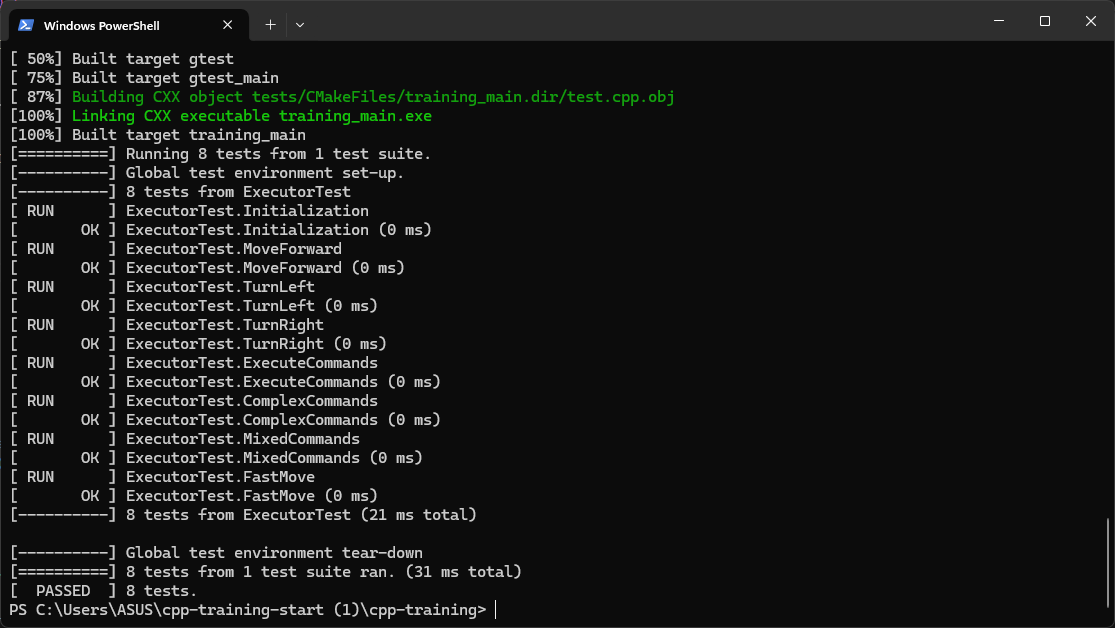 Windows PowerShell
[ 50%] Built target gtest
[ 75%] Built target gtest_main
[ 87%] Building CXX object tests/CMakeFiles/training_main.dir/test.cpp.obj
[100%] Linking CXX executable training_main.exe
[100%] Built target training_main
[==========] Running 8 tests from 1 test suite.
[----------] Global test environment set-up.
[----------] 8 tests from ExecutorTest
[ RUN      ] ExecutorTest.Initialization
[       OK ] ExecutorTest.Initialization (0 ms)
[ RUN      ] ExecutorTest.MoveForward
[       OK ] ExecutorTest.MoveForward (0 ms)
[ RUN      ] ExecutorTest.TurnLeft
[       OK ] ExecutorTest.TurnLeft (0 ms)
[ RUN      ] ExecutorTest.TurnRight
[       OK ] ExecutorTest.TurnRight (0 ms)
[ RUN      ] ExecutorTest.ExecuteCommands
[       OK ] ExecutorTest.ExecuteCommands (0 ms)
[ RUN      ] ExecutorTest.ComplexCommands
[       OK ] ExecutorTest.ComplexCommands (0 ms)
[ RUN      ] ExecutorTest.MixedCommands
[       OK ] ExecutorTest.MixedCommands (0 ms)
[ RUN      ] ExecutorTest.FastMove
[       OK ] ExecutorTest.FastMove (0 ms)
[----------] 8 tests from ExecutorTest (21 ms total)
[----------] Global test environment tear-down
[==========] 8 tests from 1 test suite ran. (31 ms total)
[  PASSED  ] 8 tests.
PS C:\Users\ASUS\cpp-training-start (1)\cpp-training>